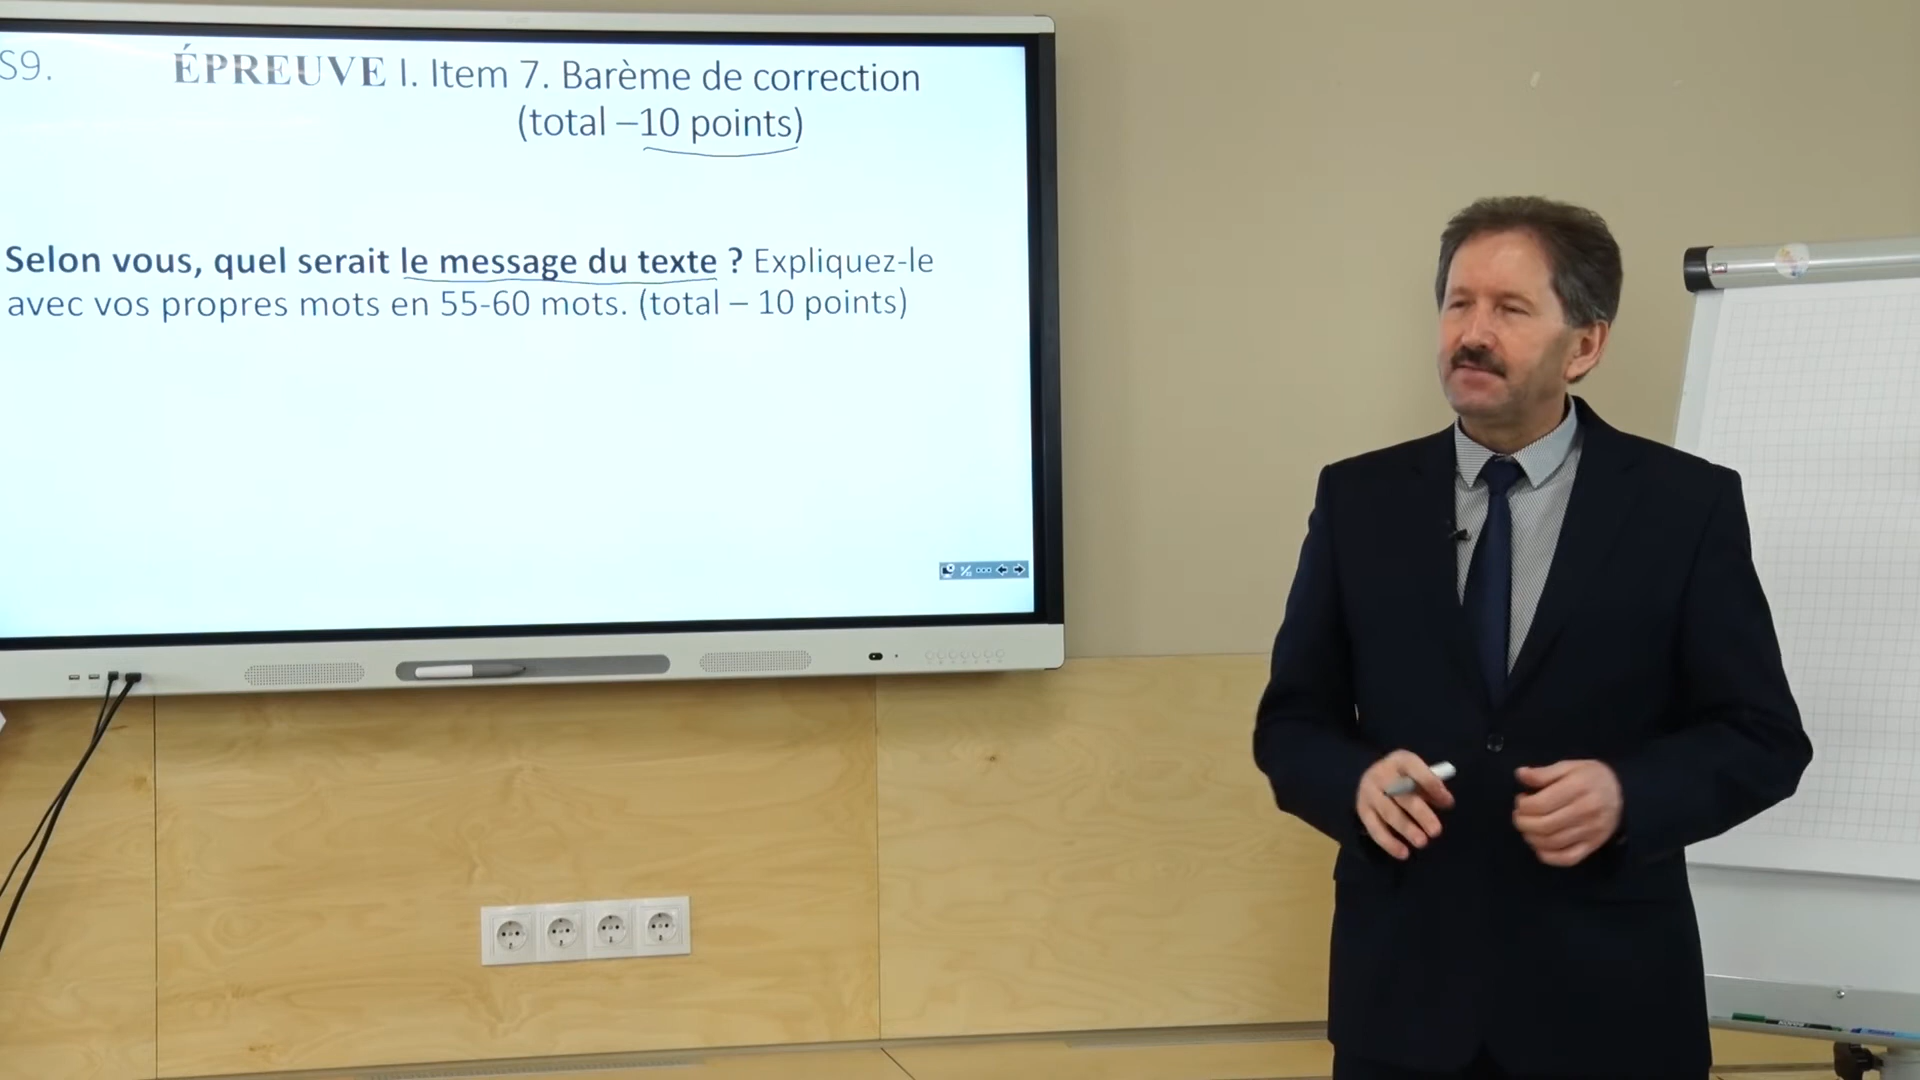 S9. ÉPREUVE I. Item 7. Barème de correction
(total –10 points)
Selon vous, quel serait le message du texte ? Expliquez-le
avec vos propres mots en 55-60 mots. (total – 10 points)